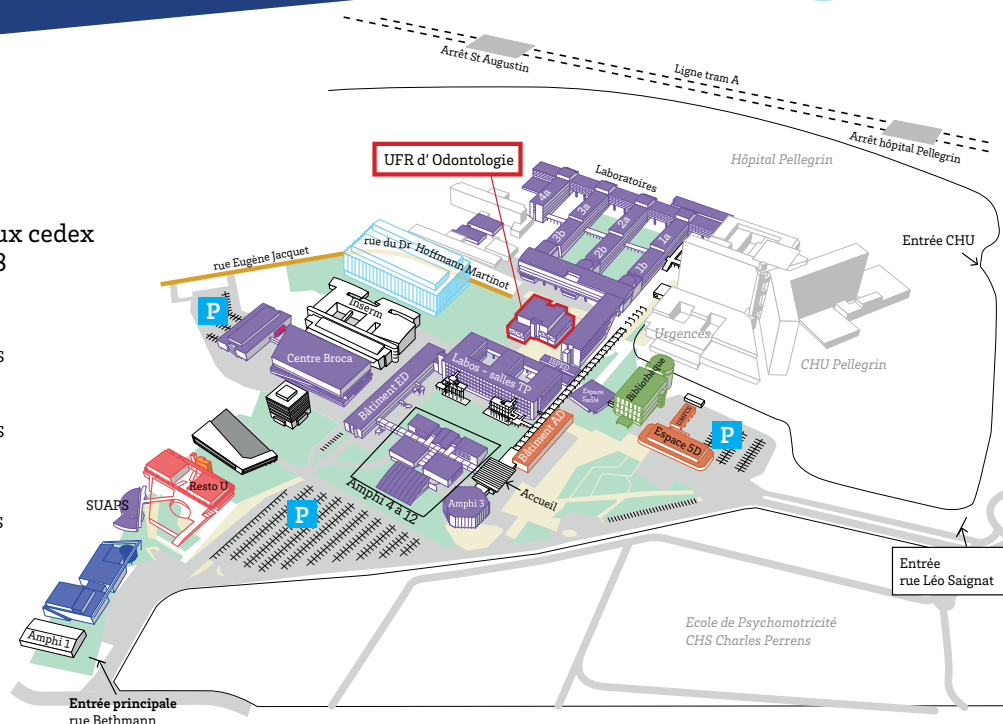 Arrêt St Augustin
Ligne tram A
Arrêt hôpital Pellegrin
Hôpital Pellegrin
UFR d' Odontologie
Laboratoires
4a
3a
2a
1a
3b
2b
1b
ux cedex
3
rue Eugène Jacquet
rue du Dr Hoffmann Martinot
Entrée CHU
P
Inserm
Urgences
CHU Pellegrin
Centre Broca
Labos - salles TP
ISPED
Bibliothèque
Espace
Santé
s
Bâtiment ED
Bâtiment AD
UMFCS
Espace 5D
P
s
Amphi 4 à 12
Accueil
Amphi 3
Resto U
SUAPS
P
s
Entrée
rue Léo Saignat
Ecole de Psychomotricité
CHS Charles Perrens
Amphi 1
Entrée principale
rue Bethmann